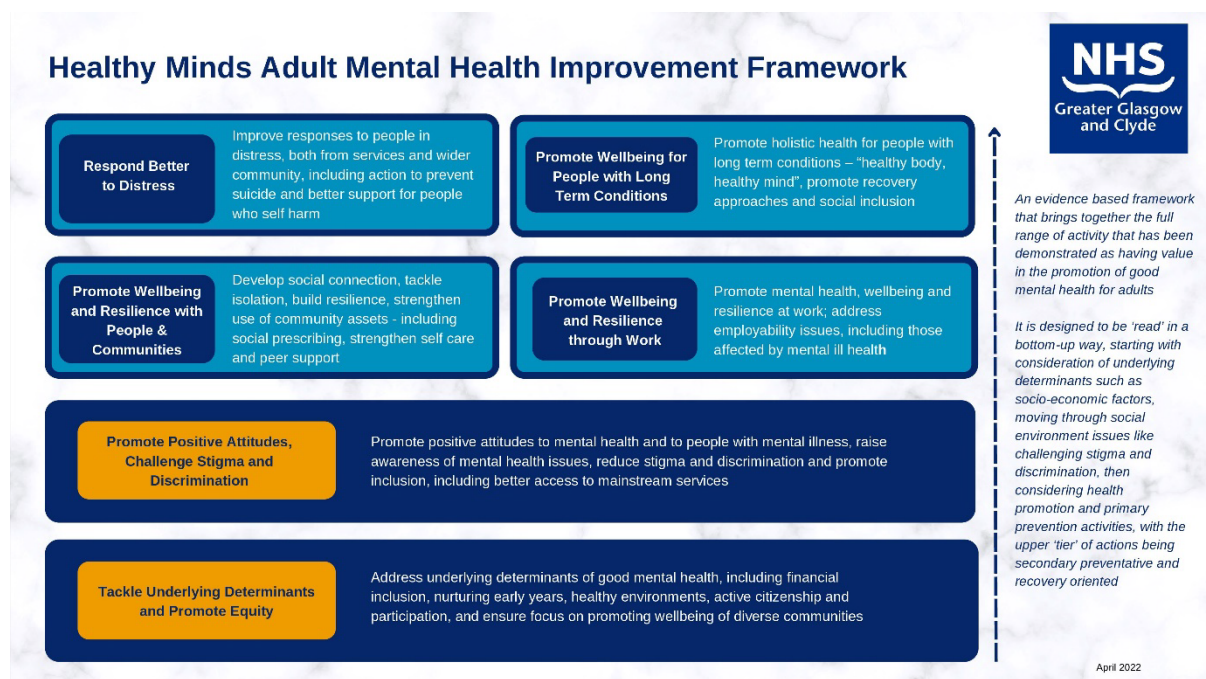 Healthy Minds Adult Mental Health Improvement Framework
NHS
Greater Glasgow
and Clyde
Respond Better
to Distress
Improve responses to people in
distress, both from services and wider
community, including action to prevent
suicide and better support for people
who self harm
Promote Wellbeing for
People with Long
Term Conditions
Promote holistic health for people with
long term conditions – “healthy body,
healthy mind”, promote recovery
approaches and social inclusion
Promote Wellbeing
and Resilience with
People &
Communities
Develop social connection, tackle
isolation, build resilience, strengthen
use of community assets - including
social prescribing, strengthen self care
and peer support
Promote Wellbeing
and Resilience
through Work
Promote mental health, wellbeing and
resilience at work; address
employability issues, including those
affected by mental ill health
Promote Positive Attitudes,
Challenge Stigma and
Discrimination
Promote positive attitudes to mental health and to people with mental illness, raise
awareness of mental health issues, reduce stigma and discrimination and promote
inclusion, including better access to mainstream services
Tackle Underlying Determinants
and Promote Equity
Address underlying determinants of good mental health, including financial
inclusion, nurturing early years, healthy environments, active citizenship and
participation, and ensure focus on promoting wellbeing of diverse communities
An evidence based framework
that brings together the full
range of activity that has been
demonstrated as having value
in the promotion of good
mental health for adults
It is designed to be ‘read’ in a
bottom-up way, starting with
consideration of underlying
determinants such as
socio-economic factors,
moving through social
environment issues like
challenging stigma and
discrimination, then
considering health
promotion and primary
prevention activities, with the
upper ‘tier’ of actions being
secondary preventative and
recovery oriented
April 2022